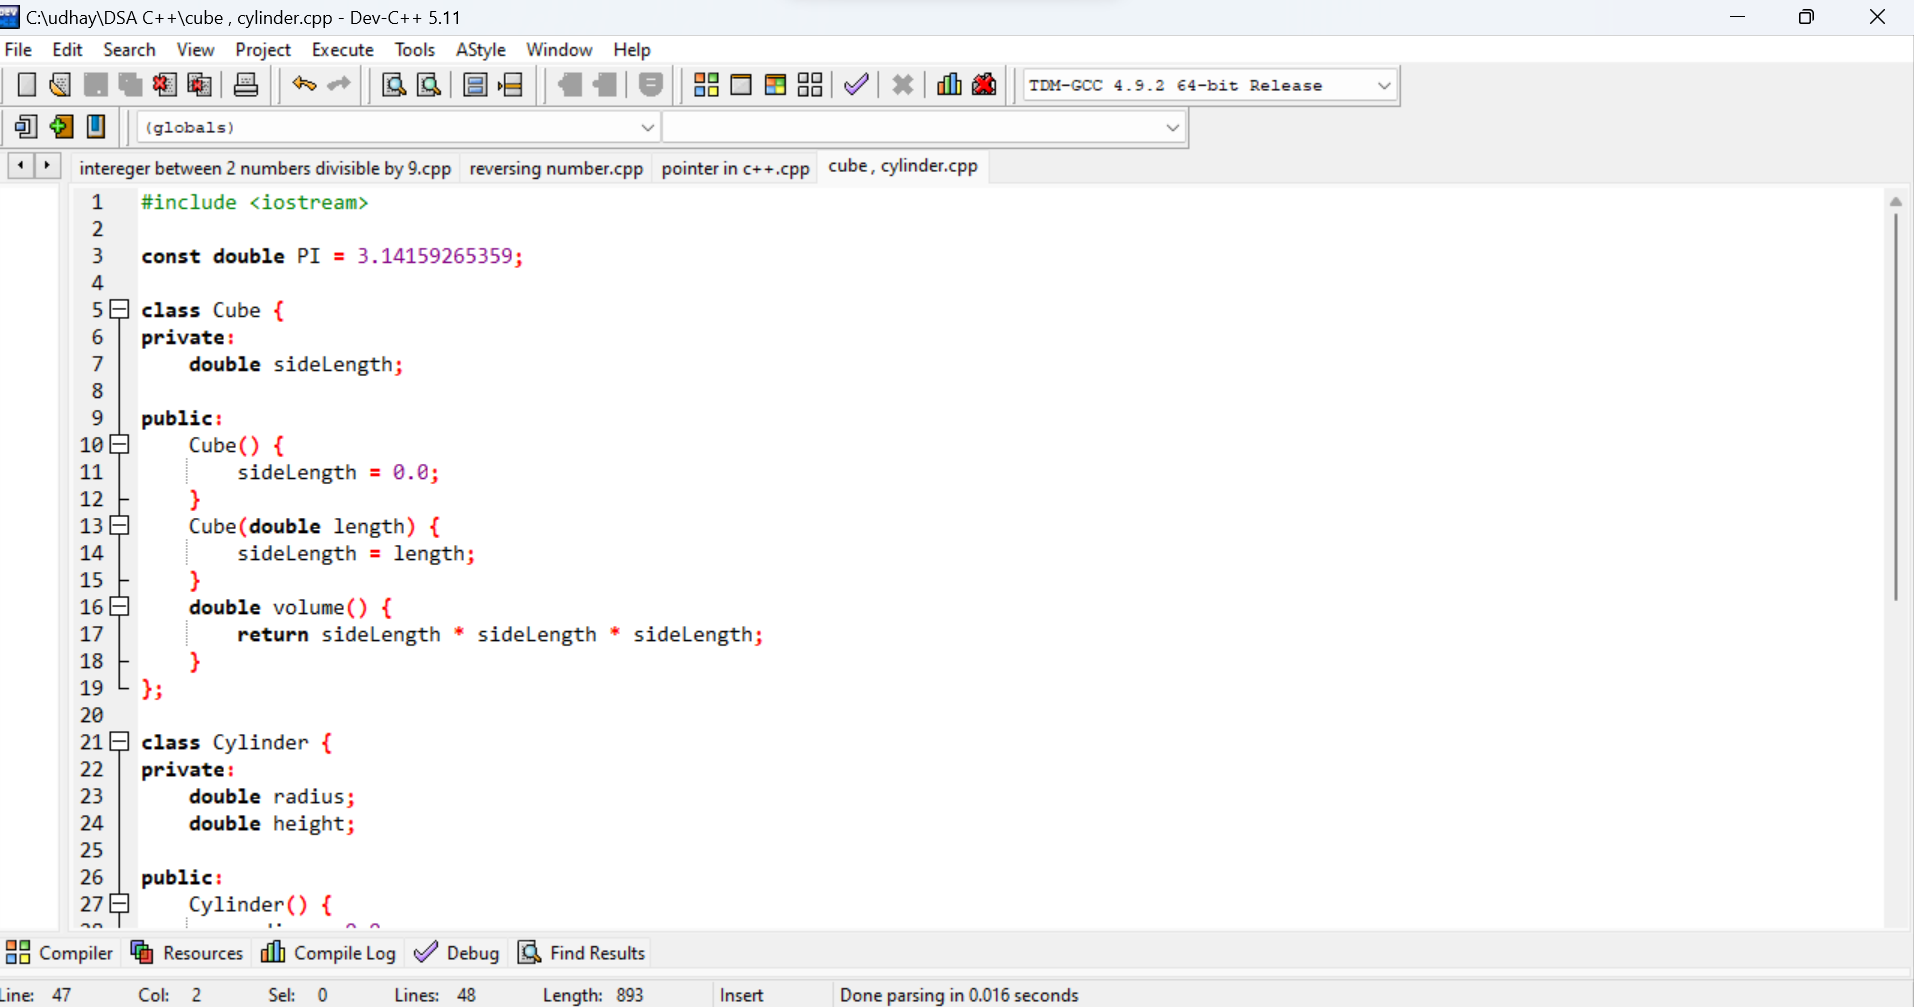 C:\udhay\DSA C++\cube , cylinder.cpp - Dev-C++ 5.11
File Edit Search View Project Execute Tools AStyle Window Help
TDM-GCC 4.9.2 64-bit Release
(globals)
intereger between 2 numbers divisible by 9.cpp reversing number.cpp pointer in c++.cpp cube , cylinder.cpp
1 #include <iostream>
2
3 const double PI = 3.14159265359;
4
5 class Cube {
6 private:
7     double sideLength;
8
9 public:
10     Cube() {
11         sideLength = 0.0;
12     }
13     Cube(double length) {
14         sideLength = length;
15     }
16     double volume() {
17         return sideLength * sideLength * sideLength;
18     }
19 };
20
21 class Cylinder {
22 private:
23     double radius;
24     double height;
25
26 public:
27     Cylinder() {
Compiler Resources Compile Log Debug Find Results
Line: 47 Col: 2 Sel: 0 Lines: 48 Length: 893 Insert Done parsing in 0.016 seconds